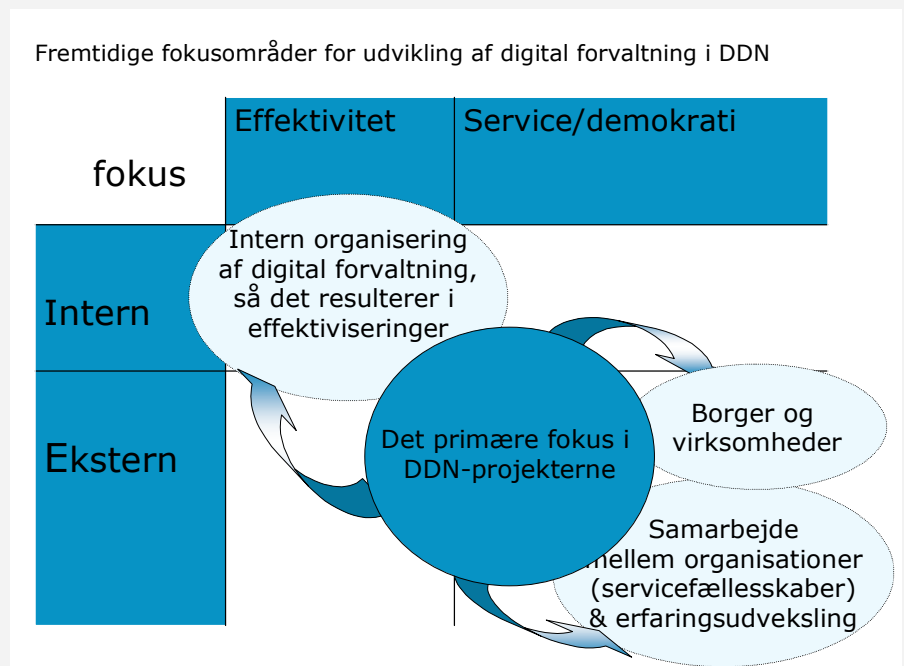 Fremtidige fokusområder for udvikling af digital forvaltning i DDN
Effektivitet
Service/demokrati
fokus
Intern organisering
af digital forvaltning,
så det resulterer i
effektiviseringer
Intern
Ekstern
Det primære fokus i
DDN-projekterne
Borger og
virksomheder
Samarbejde
mellem organisationer
(servicefællesskaber)
& erfaringsudveksling